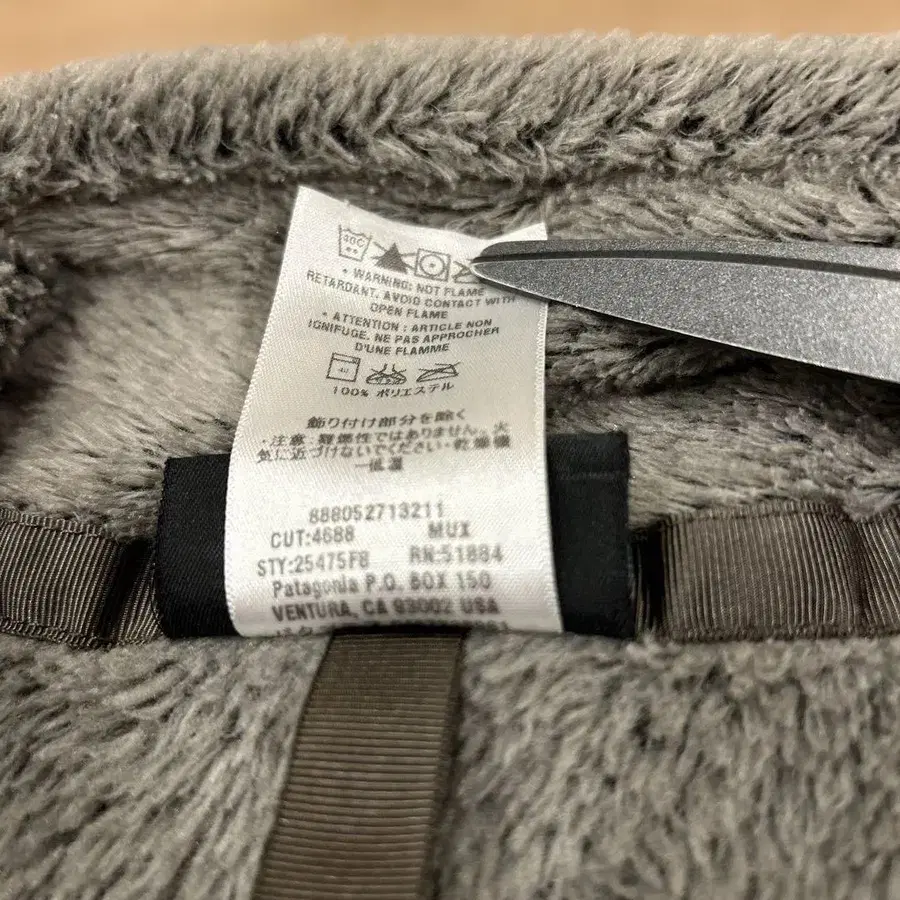 40C
• WARNING: NOT FLAME
RETARDANT. AVOID CONTACT WITH
OPEN FLAME
• ATTENTION : ARTICLE NON
IGNIFUGE. NE PAS APPROCHER
D'UNE FLAMME
100% ポリエステル
飾り付け部分を除く
・注意:難燃性ではありません。火
気に近づけないでください・乾燥機
一低温
888052713211
CUT:4688 MUX
STY:25475F8 RN:51884
Patagonia P.O. BOX 150
VENTURA, CA 93002 USA